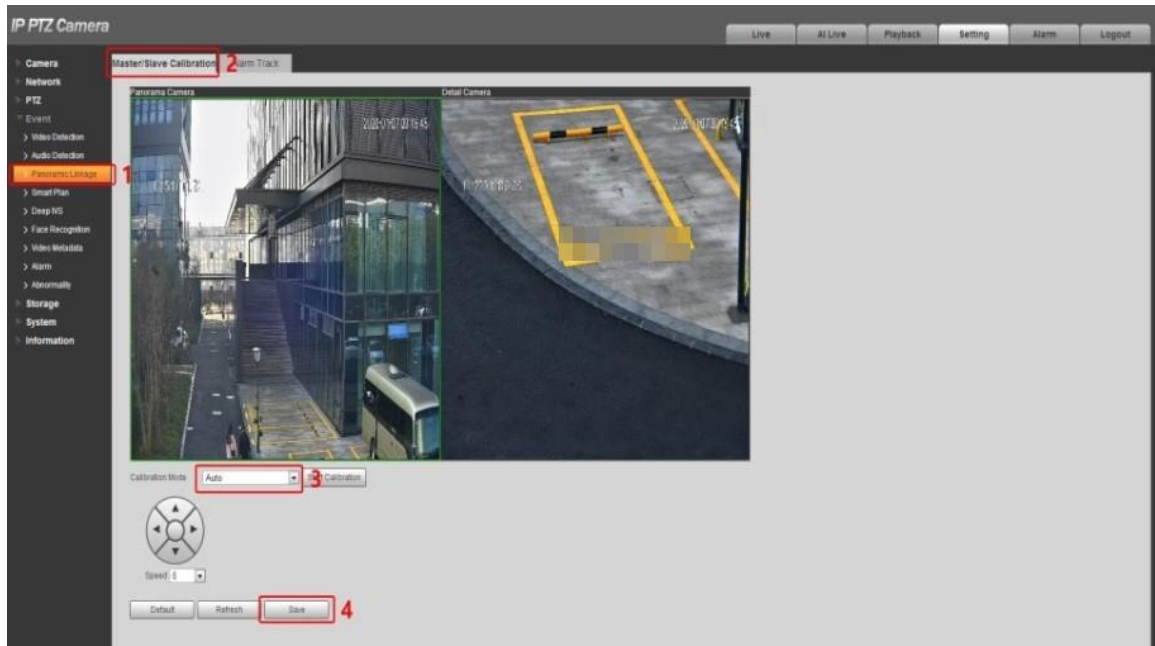 IP PTZ Camera
Live
AI Live
Playback
Setting
Alarm
Logout
Camera
Network
PTZ
Event
Video Detection
Audio Detection
Panoramic Linkage
1
Smart Plan
Deep IVS
Face Recognition
Video Metadata
Alarm
Abnormality
Storage
System
Information
Master/Slave Calibration
2
Alarm Track
Panorama Camera
Detail Camera
Calibration Mode
Auto
3
Calibration
Speed 5
Default
Refresh
Save
4